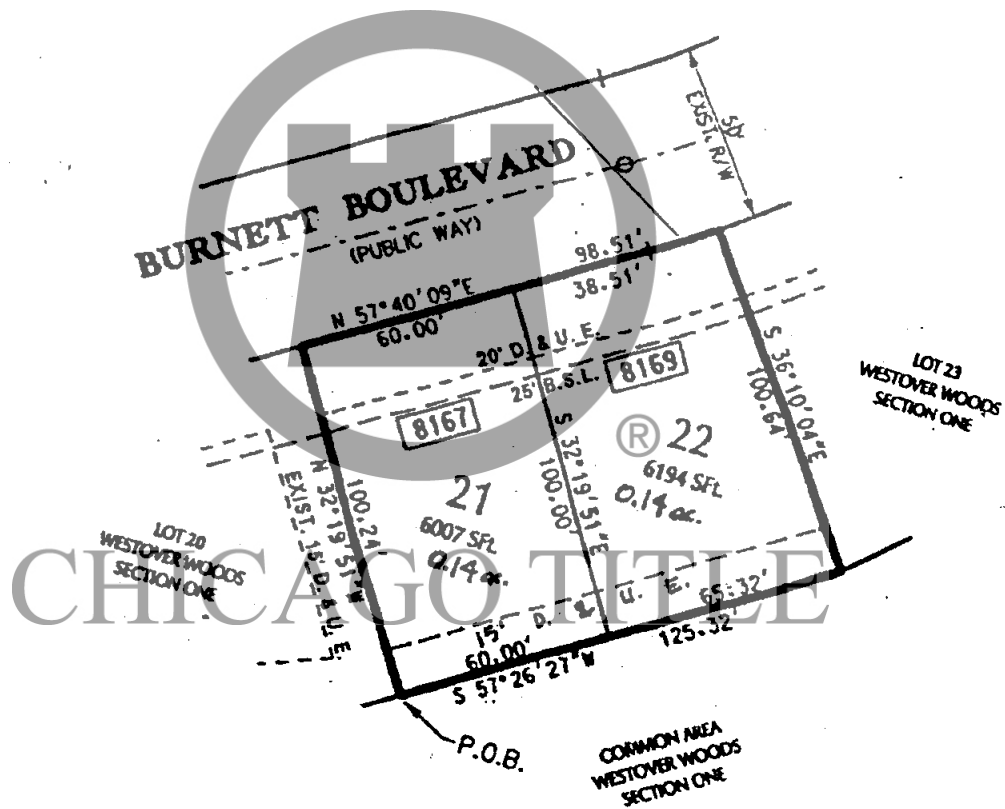 50'
EXIST. R/W
BURNETT BOULEVARD
(PUBLIC WAY)
98.51'
N 57°40'09"E
38.51'
60.00'
20' D. & U.E.
25' B.S.L.
8169
8167
S 36°10'04"E
100.64'
LOT 23
WESTOVER WOODS
SECTION ONE
®
22
6194 SFt.
0.14 ac.
S 32°19'51"E
100.00'
21
6007 SFt.
0.14 ac.
N 32°19'51"W
100.24'
EXIST. 15' D. & U.E.
LOT 20
WESTOVER WOODS
SECTION ONE
CHICAGO TITLE
15' D. & U. E.
65.32'
60.00'
125.32'
S 57°26'27"W
P.O.B.
COMMON AREA
WESTOVER WOODS
SECTION ONE